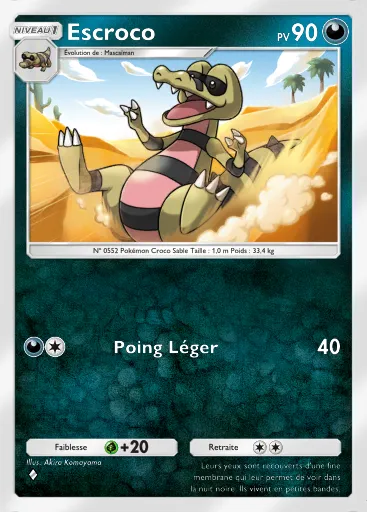 NIVEAU 1
Escroco
PV 90
Évolution de : Mascaïman
N° 0552 Pokémon Croco Sable Taille : 1,0 m Poids : 33,4 kg
Poing Léger 40
Faiblesse +20 Retraite
Illus. Akira Komayama
Leurs yeux sont recouverts d'une fine
membrane qui leur permet de voir dans
la nuit noire. Ils vivent en petites bandes.